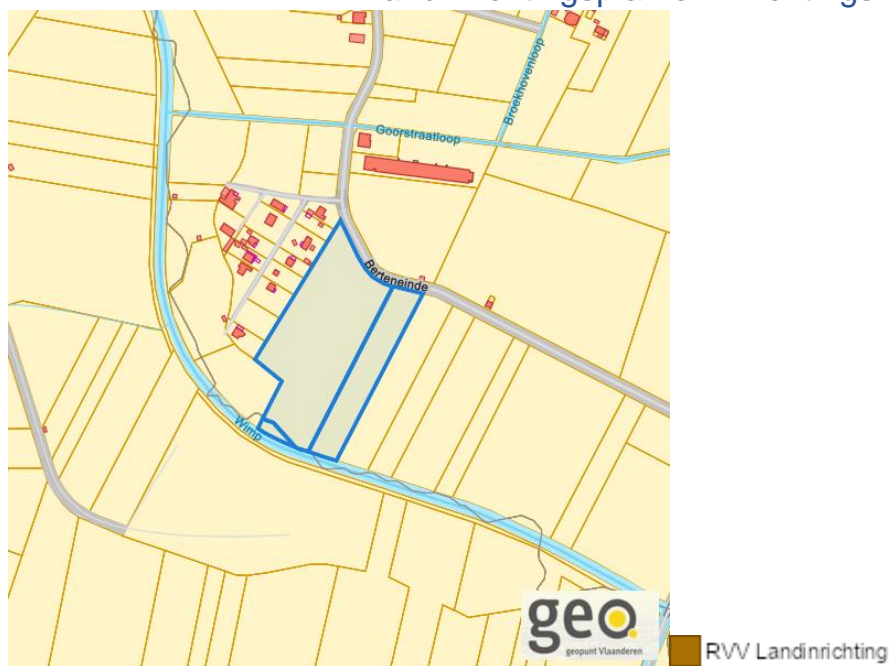 Goorstraatloop
Broekhovenloop
Berteneinde
Wimp
geo
geopunt Vlaanderen
RVV Landinrichting